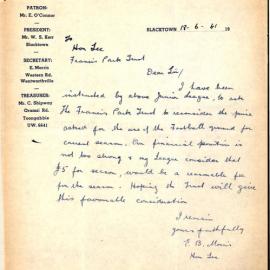 PATRON:
Mr. E. O'Connor
PRESIDENT:
Mr. W. S. Kerr
Blacktown
SECRETARY:
E. Morris
Western Rd.
Wentworthville
TREASURER:
Mr. C. Shipway
Cramsi Rd.
Toongabbie
UW. 6641
BLACKTOWN 18-6-61 19
To
Hon Sec
Francis Park Trust
Dear Sir/
I have been
instructed by above Junior League, to ask
The Francis Park Trust to reconsider the price
asked for the use of the Football ground for
current season. Our financial position is
not too strong & my League consider that
£5 for season, would be a reasonable fee
for the season. Hoping the Trust will give
this favourable consideration
I remain
Yours faithfully
E. B. Morris
Hon Sec